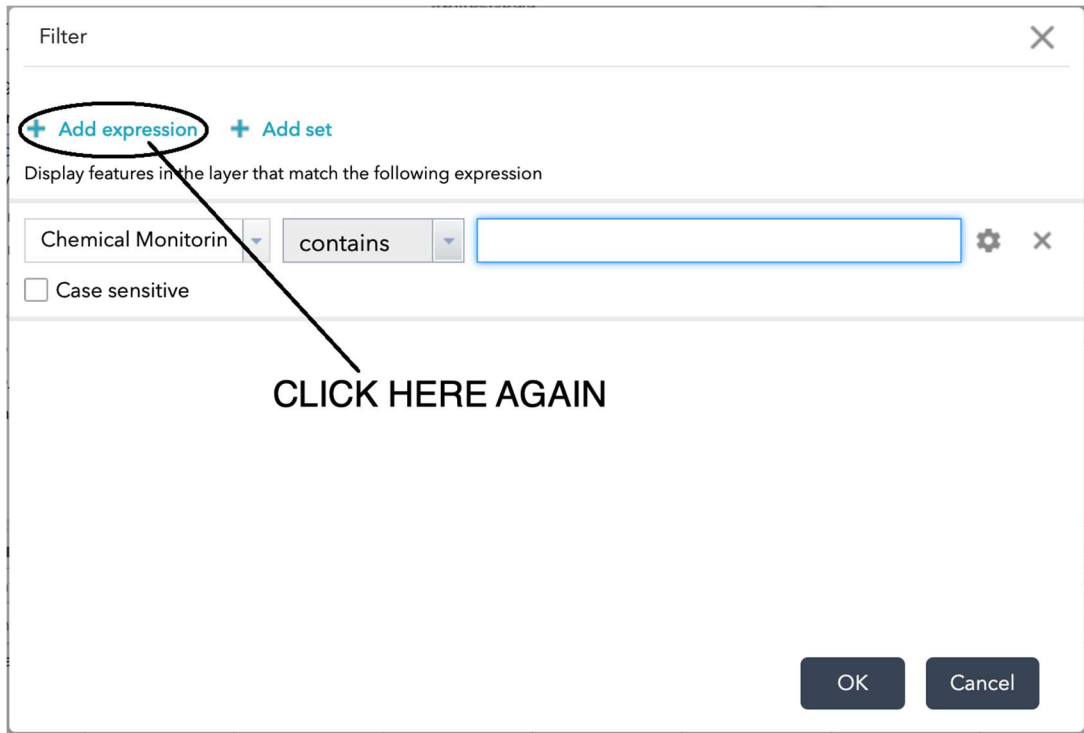 Filter
+ Add expression + Add set
Display features in the layer that match the following expression
Chemical Monitorin contains
Case sensitive
CLICK HERE AGAIN
OK Cancel